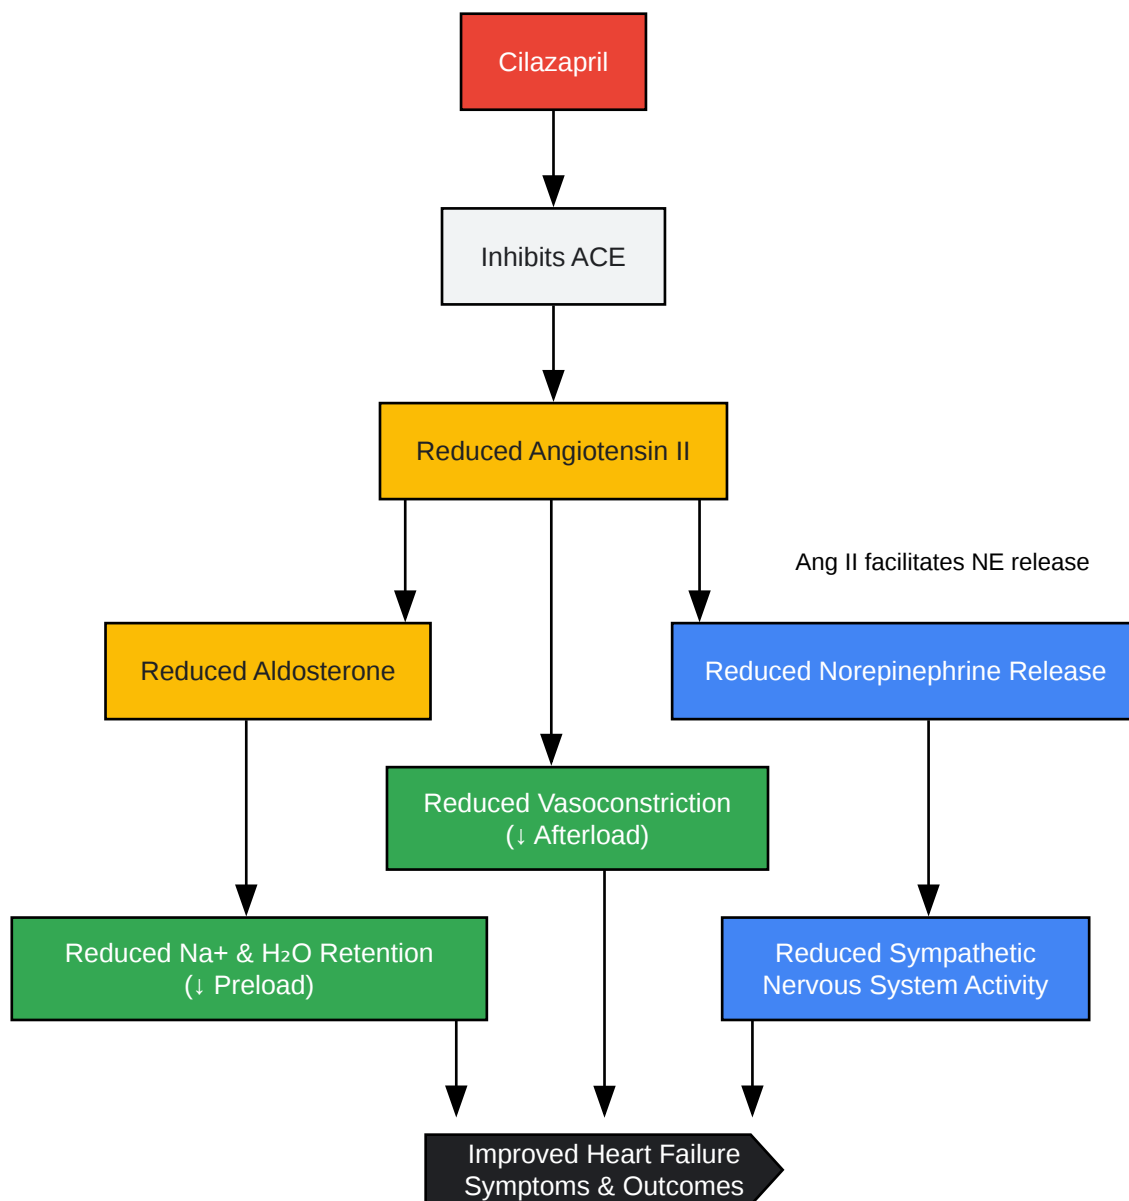 Cilazapril
Inhibits ACE
Reduced Angiotensin II
Ang II facilitates NE release
Reduced Aldosterone
Reduced Norepinephrine Release
Reduced Vasoconstriction
(↓ Afterload)
Reduced Na+ & H₂O Retention
(↓ Preload)
Reduced Sympathetic
Nervous System Activity
Improved Heart Failure
Symptoms & Outcomes